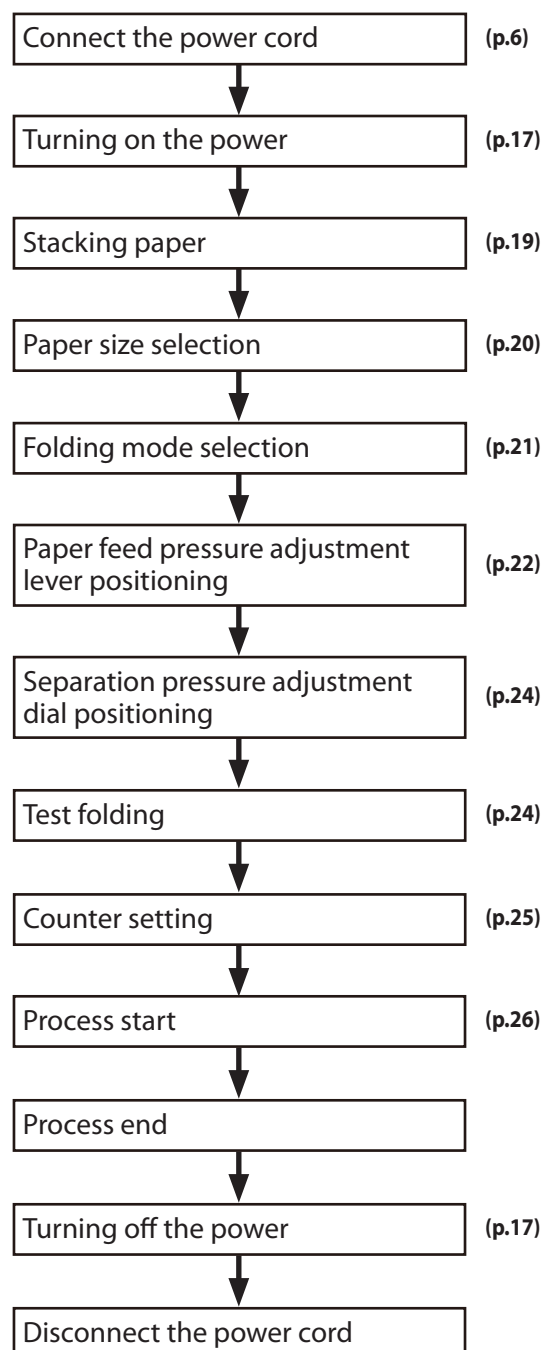 Connect the power cord (p.6)
Turning on the power (p.17)
Stacking paper (p.19)
Paper size selection (p.20)
Folding mode selection (p.21)
Paper feed pressure adjustment
lever positioning (p.22)
Separation pressure adjustment
dial positioning (p.24)
Test folding (p.24)
Counter setting (p.25)
Process start (p.26)
Process end
Turning off the power (p.17)
Disconnect the power cord